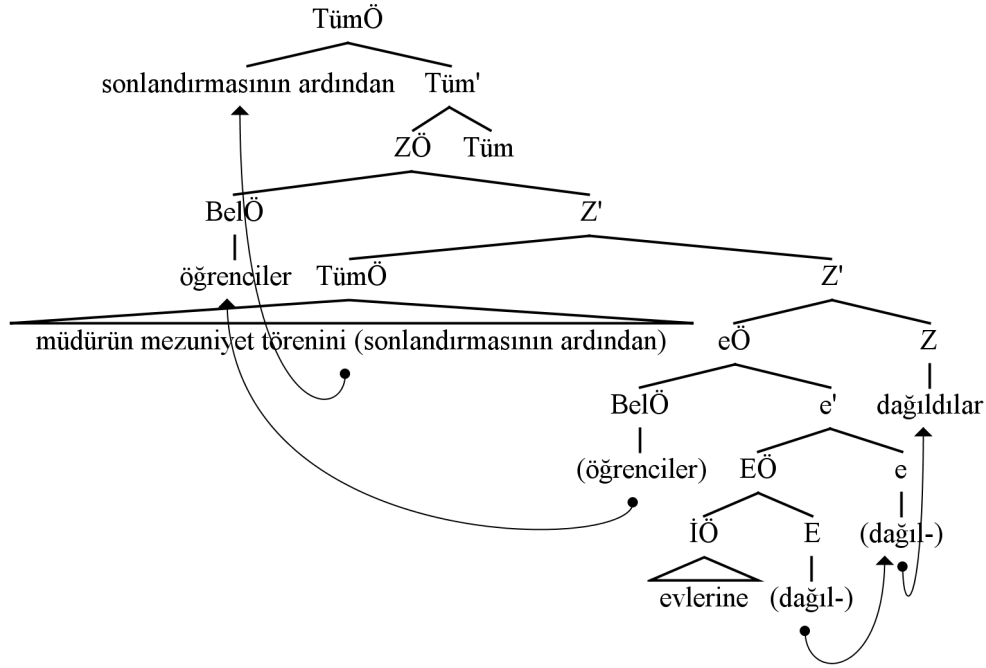 TümÖ
sonlandırmasının ardından Tüm'
ZÖ Tüm
BelÖ Z'
öğrenciler TümÖ Z'
müdürün mezuniyet törenini (sonlandırmasının ardından) eÖ Z
BelÖ e' dağıldılar
(öğrenciler) EÖ e
İÖ E (dağıl-)
evlerine (dağıl-)